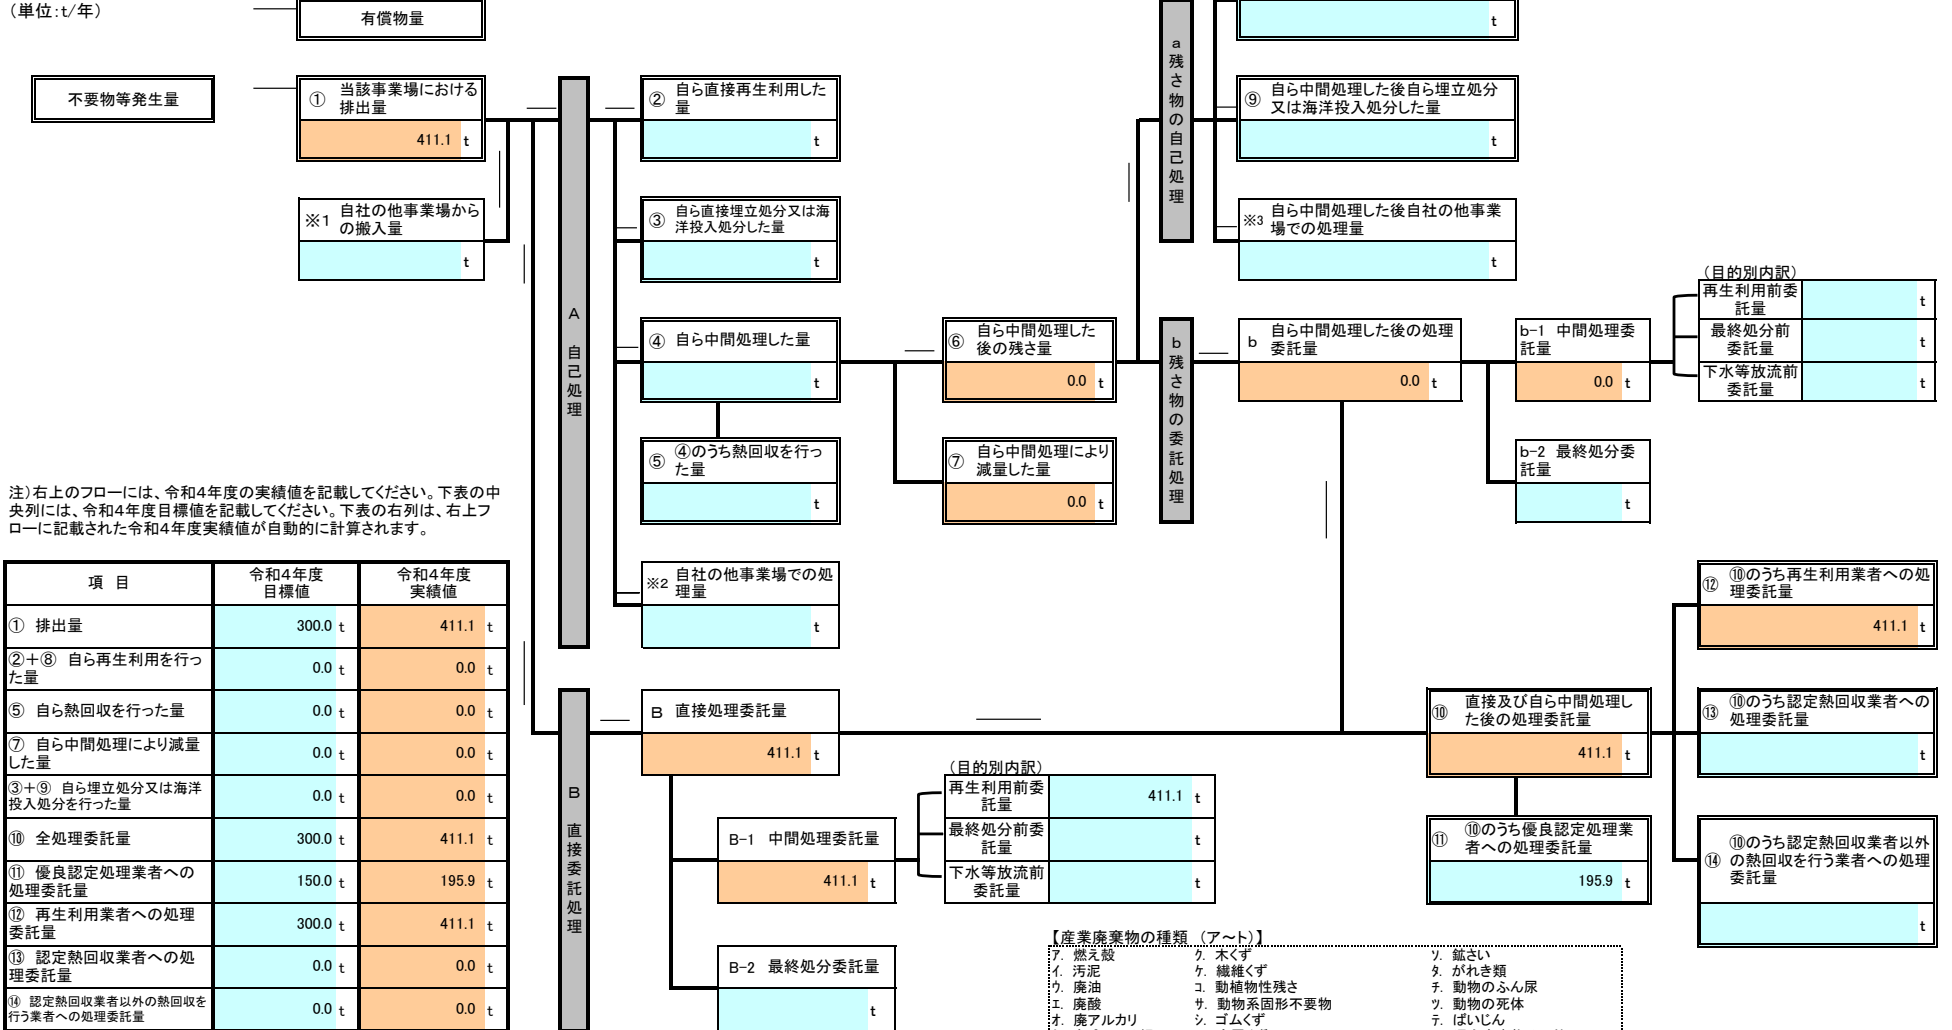 (単位:t/年)
有償物量
不要物等発生量
① 当該事業場における
排出量
411.1 t
※1 自社の他事業場から
の搬入量
t
A 自己処理
② 自ら直接再生利用した
量
t
③ 自ら直接埋立処分又は海
洋投入処分した量
t
④ 自ら中間処理した量
t
⑤ ④のうち熱回収を行っ
た量
t
※2 自社の他事業場での処
理量
t
⑥ 自ら中間処理した
後の残さ量
0.0 t
⑦ 自ら中間処理により
減量した量
0.0 t
a 残さ物の自己処理
t
⑨ 自ら中間処理した後自ら埋立処分
又は海洋投入処分した量
t
※3 自ら中間処理した後自社の他事業
場での処理量
t
b 残さ物の委託処理
b 自ら中間処理した後の処理
委託量
0.0 t
b-1 中間処理委
託量
0.0 t
b-2 最終処分委
託量
t
(目的別内訳)
再生利用前委
託量
t
最終処分前
委託量
t
下水等放流前
委託量
t
注)右上のフローには、令和4年度の実績値を記載してください。下表の中
央列には、令和4年度目標値を記載してください。下表の右列は、右上フ
ローに記載された令和4年度実績値が自動的に計算されます。
項 目 令和4年度 目標値 令和4年度 実績値
① 排出量 300.0 t 411.1 t
②+⑧ 自ら再生利用を行っ
た量 0.0 t 0.0 t
⑤ 自ら熱回収を行った量 0.0 t 0.0 t
⑦ 自ら中間処理により減量
した量 0.0 t 0.0 t
③+⑨ 自ら埋立処分又は海洋
投入処分を行った量 0.0 t 0.0 t
⑩ 全処理委託量 300.0 t 411.1 t
⑪ 優良認定処理業者への
処理委託量 150.0 t 195.9 t
⑫ 再生利用業者への処理
委託量 300.0 t 411.1 t
⑬ 認定熱回収業者への処
理委託量 0.0 t 0.0 t
⑭ 認定熱回収業者以外の熱回収を
行う業者への処理委託量 0.0 t 0.0 t
B 直接委託処理
B 直接処理委託量
411.1 t
B-1 中間処理委託量
411.1 t
B-2 最終処分委託量
t
(目的別内訳)
再生利用前委
託量
411.1 t
最終処分前委
託量
t
下水等放流前
委託量
t
⑩ 直接及び自ら中間処理し
た後の処理委託量
411.1 t
⑪ ⑩のうち優良認定処理業
者への処理委託量
195.9 t
⑫ ⑩のうち再生利用業者への処
理委託量
411.1 t
⑬ ⑩のうち認定熱回収業者への
処理委託量
t
⑭ ⑩のうち認定熱回収業者以外
の熱回収を行う業者への処理
委託量
t
【産業廃棄物の種類 (ア~ト)】
ア. 燃え殻 ク. 木くず ソ. 鉱さい
イ. 汚泥 ケ. 繊維くず タ. がれき類
ウ. 廃油 コ. 動植物性残さ チ. 動物のふん尿
エ. 廃酸 サ. 動物系固形不要物 ツ. 動物の死体
オ. 廃アルカリ シ. ゴムくず テ. ばいじん